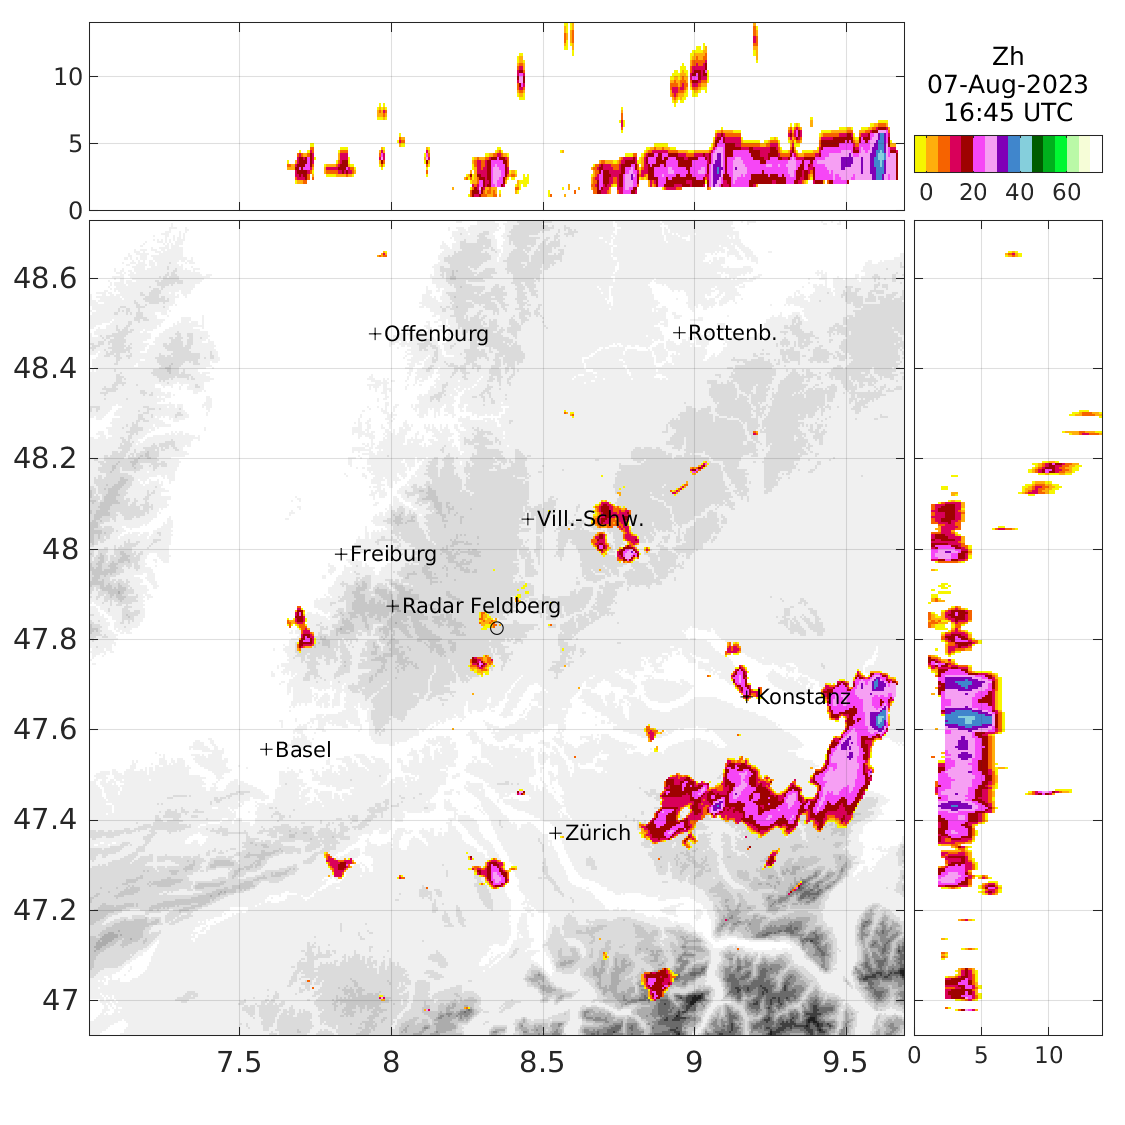 10
5
0
Zh
07-Aug-2023
16:45 UTC
0 20 40 60
48.6
48.4
48.2
48
47.8
47.6
47.4
47.2
47
+Offenburg
+Rottenb.
+Vill.-Schw.
+Freiburg
+Radar Feldberg
+Konstanz
+Basel
+Zürich
7.5 8 8.5 9 9.5
0 5 10